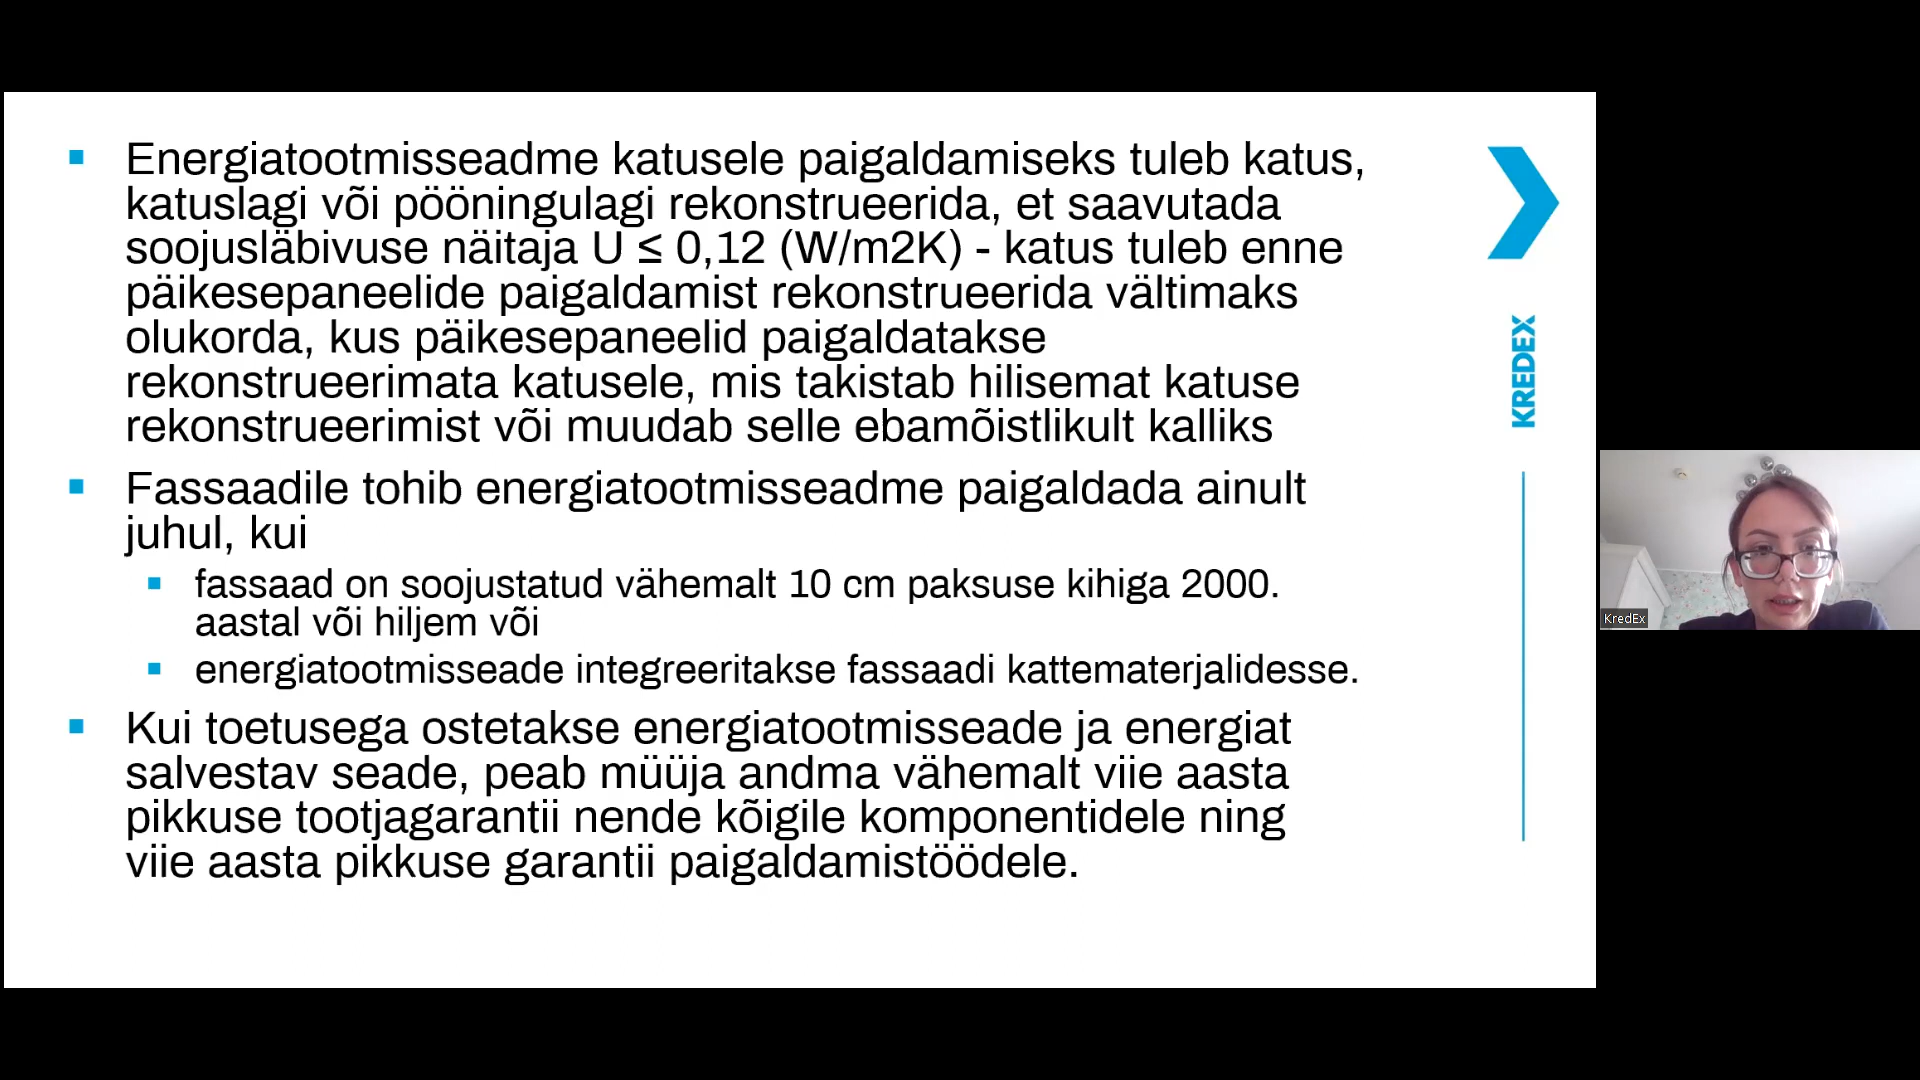 Energiatootmisseadme katusele paigaldamiseks tuleb katus,
katuslagi või pööningulagi rekonstrueerida, et saavutada
soojusläbivuse näitaja U ≤ 0,12 (W/m2K) - katus tuleb enne
päikesepaneelide paigaldamist rekonstrueerida vältimaks
olukorda, kus päikesepaneelid paigaldatakse
rekonstrueerimata katusele, mis takistab hilisemat katuse
rekonstrueerimist või muudab selle ebamõistlikult kalliks
Fassaadile tohib energiatootmisseadme paigaldada ainult
juhul, kui
fassaad on soojustatud vähemalt 10 cm paksuse kihiga 2000.
aastal või hiljem või
energiatootmisseade integreeritakse fassaadi kattematerjalidesse.
Kui toetusega ostetakse energiatootmisseade ja energiat
salvestav seade, peab müüja andma vähemalt viie aasta
pikkuse tootjagarantii nende kõigile komponentidele ning
viie aasta pikkuse garantii paigaldamistöödele.
KREDEX
KredEx